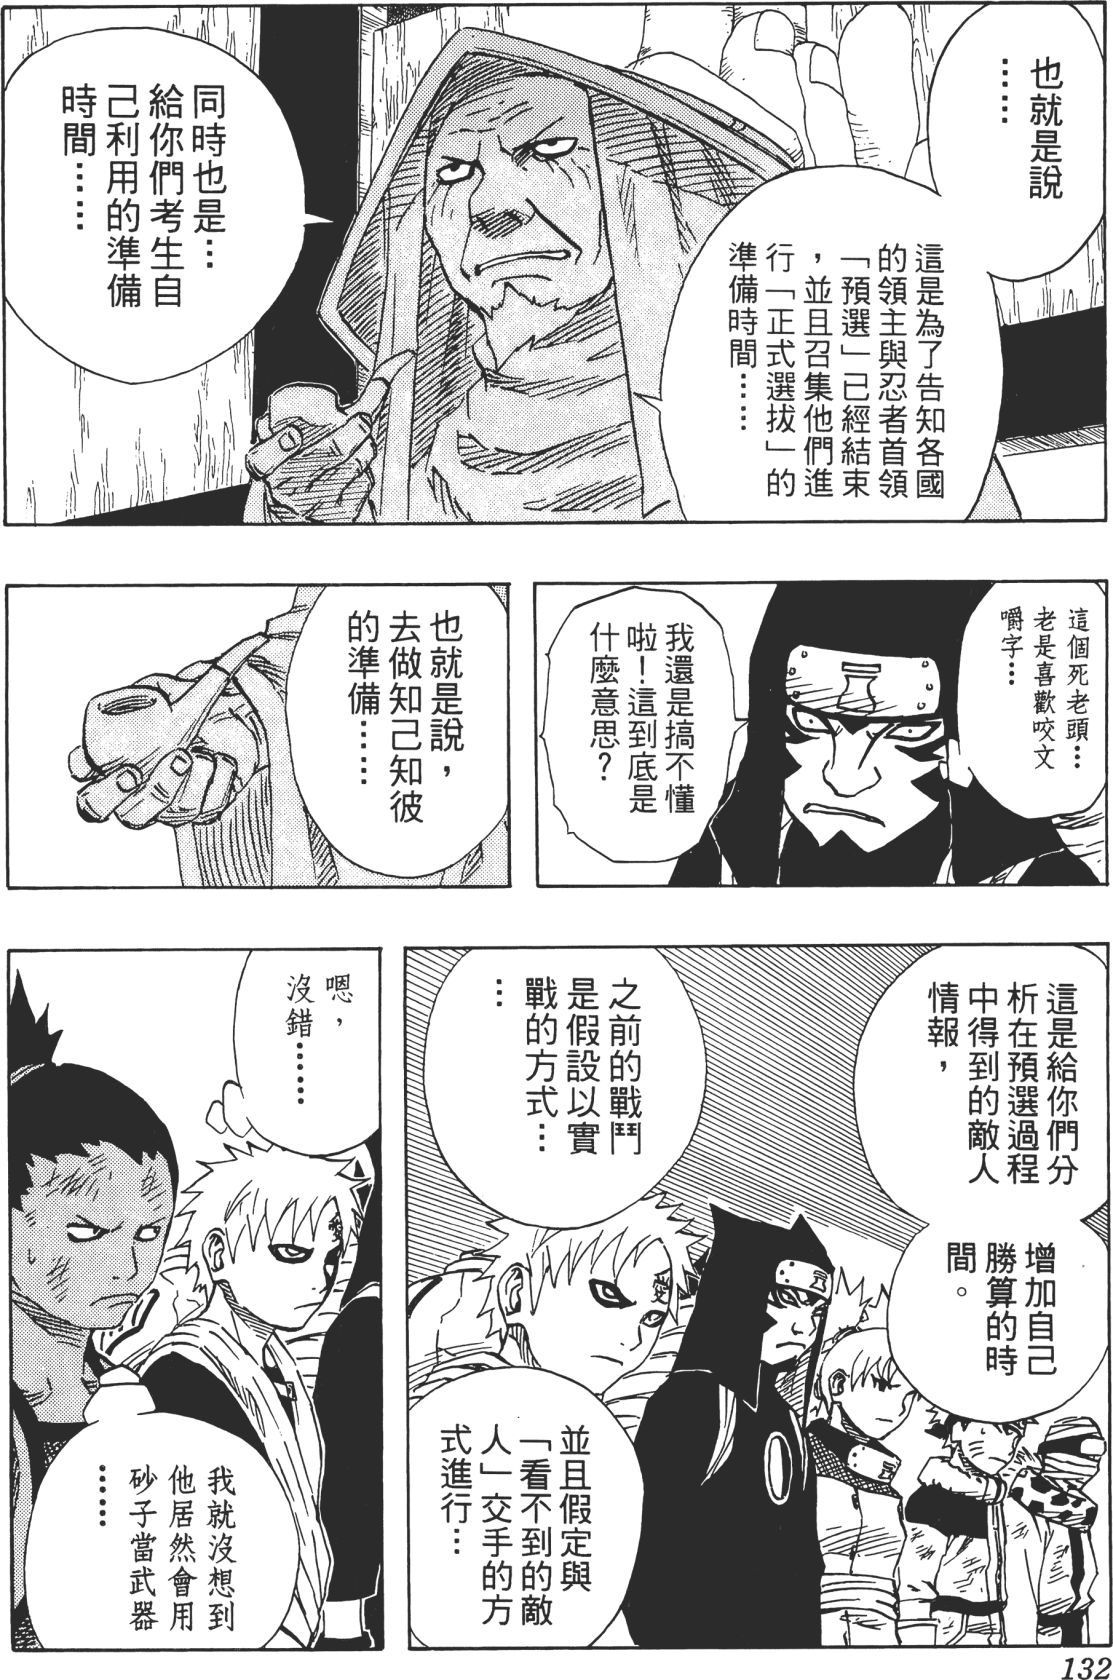 也就是說
……
這是為了告知各國
的領主與忍者首領
「預選」已經結束
，並且召集他們進
行「正式選拔」的
準備時間……
同時也是…
給你們考生自
己利用的準備
時間……
這個死老頭…
老是喜歡咬文
嚼字…
我還是搞不懂
啦！這到底是
什麼意思？
也就是說，
去做知己知彼
的準備……
這是給你們分
析在預選過程
中得到的敵人
情報，
增加自己
勝算的時
間。
之前的戰鬥
是假設以實
戰的方式…
…
並且假定與
「看不到的敵
人」交手的方
式進行…
嗯，
沒錯……
我就沒想到
他居然會用
砂子當武器
……
132